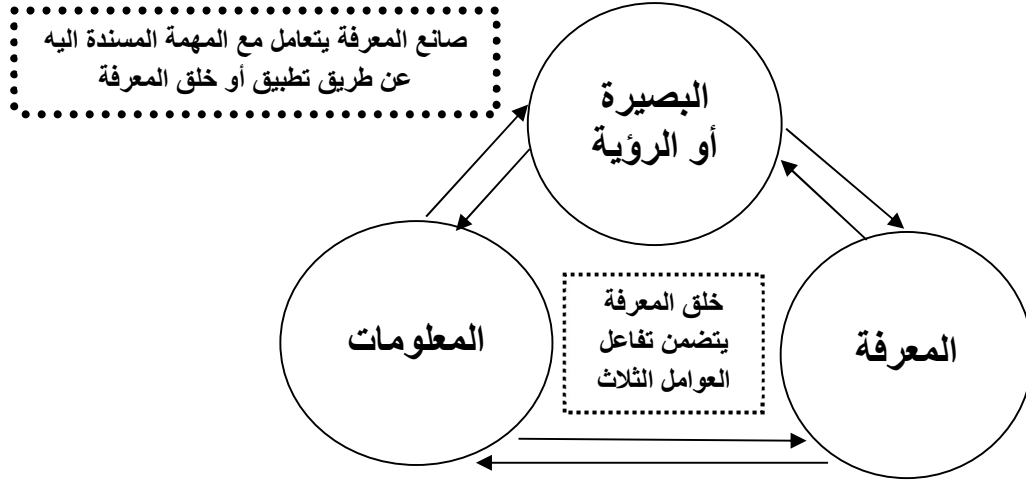 صانع المعرفة يتعامل مع المهمة المسندة اليه
عن طريق تطبيق أو خلق المعرفة
البصيرة
أو الرؤية
خلق المعرفة
يتضمن تفاعل
العوامل الثلاث
المعلومات
المعرفة